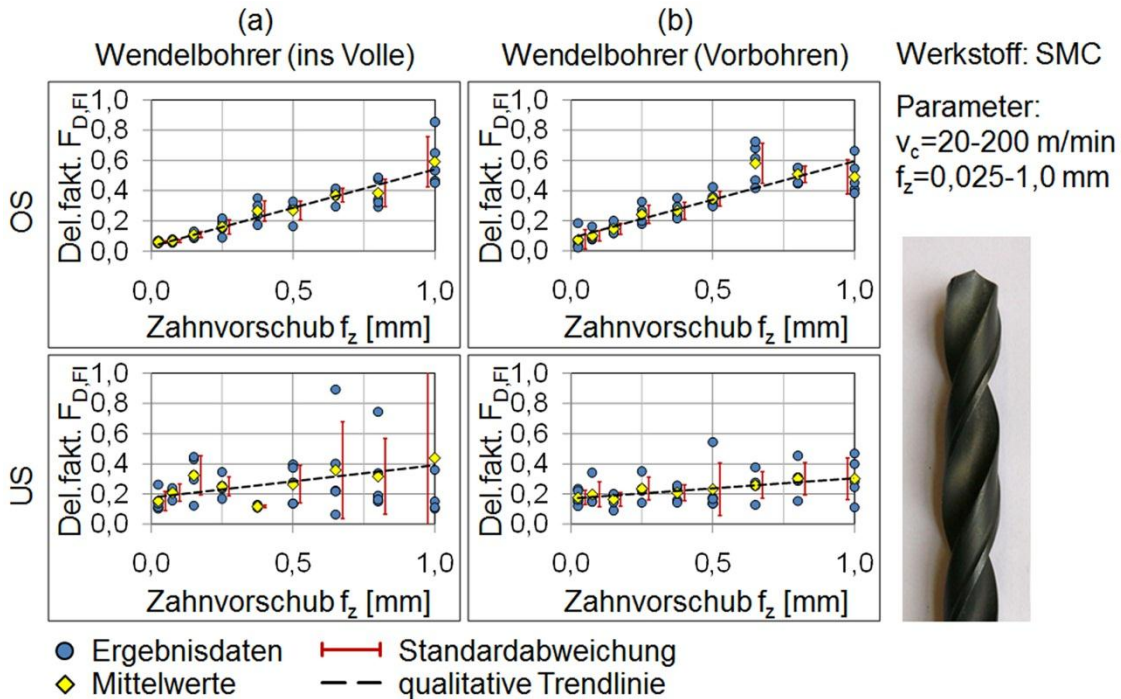 (a)
Wendelbohrer (ins Volle)
(b)
Wendelbohrer (Vorbohren)
Werkstoff: SMC
Parameter:
v_c=20-200 m/min
f_z=0,025-1,0 mm
OS
Del.fakt. F_D,Fl
1,0
0,8
0,6
0,4
0,2
0,0
0,0 0,5 1,0
Zahnvorschub f_z [mm]
Del.fakt. F_D,Fl
1,0
0,8
0,6
0,4
0,2
0,0
0,0 0,5 1,0
Zahnvorschub f_z [mm]
US
Del.fakt. F_D,Fl
1,0
0,8
0,6
0,4
0,2
0,0
0,0 0,5 1,0
Zahnvorschub f_z [mm]
Del.fakt. F_D,Fl
1,0
0,8
0,6
0,4
0,2
0,0
0,0 0,5 1,0
Zahnvorschub f_z [mm]
Ergebnisdaten Standardabweichung
Mittelwerte qualitative Trendlinie